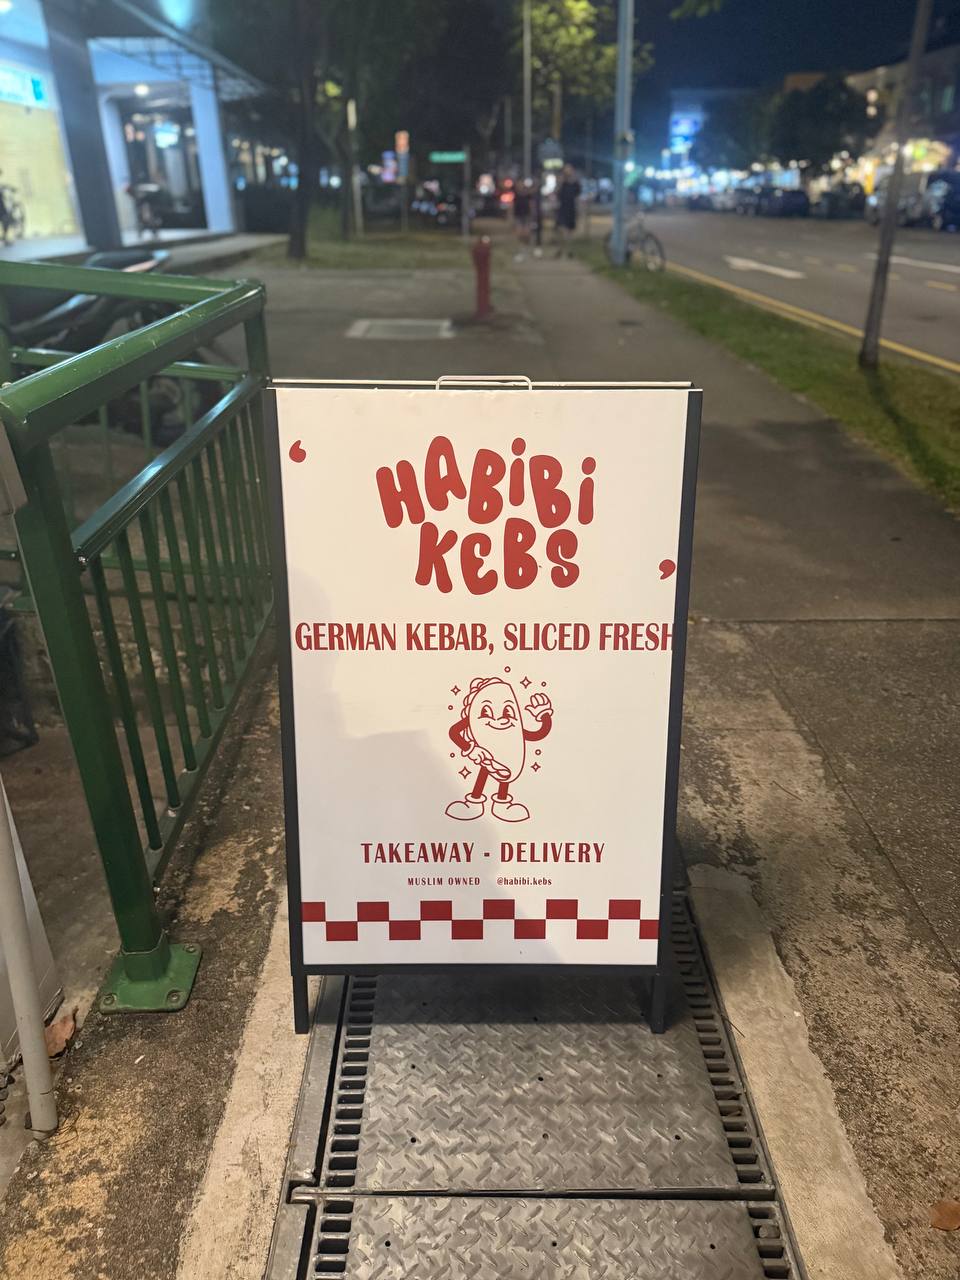 ‘
HABIBI
KEBS
’
GERMAN KEBAB, SLICED FRESH
TAKEAWAY - DELIVERY
MUSLIM OWNED @habibi.kebs